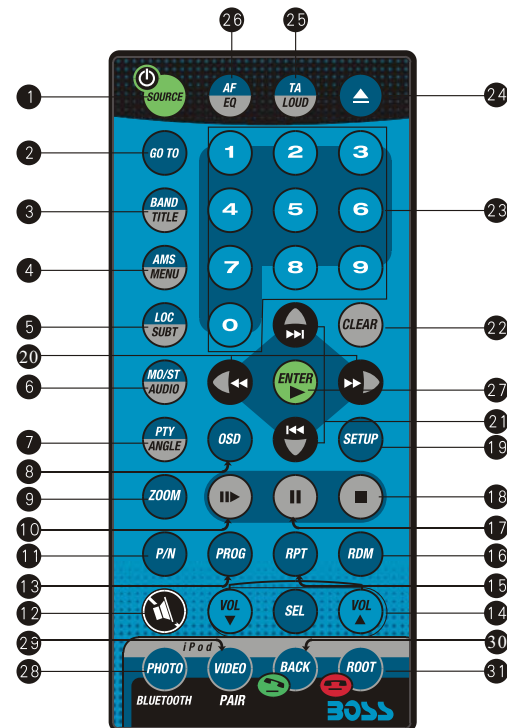 26 25
1 SOURCE AF EQ TA LOUD 24
2 GO TO 1 2 3
3 BAND TITLE 4 5 6 23
4 AMS MENU 7 8 9
5 LOC SUBT 0 CLEAR 22
20
6 MO/ST AUDIO ENTER 27
21
7 PTY ANGLE OSD SETUP 19
8
9 ZOOM 18
10 17
11 P/N PROG RPT RDM 16
13 15
12 VOL SEL VOL 14
29 30
iPod
28 PHOTO VIDEO BACK ROOT 31
BLUETOOTH PAIR BOSS